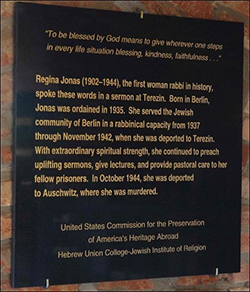 "To be blessed by God means to give wherever one steps
in every life situation blessing, kindness, faithfulness . . ."
Regina Jonas (1902–1944), the first woman rabbi in history,
spoke these words in a sermon at Terezin. Born in Berlin,
Jonas was ordained in 1935. She served the Jewish
community of Berlin in a rabbinical capacity from 1937
through November 1942, when she was deported to Terezin.
With extraordinary spiritual strength, she continued to preach
uplifting sermons, give lectures, and provide pastoral care to her
fellow prisoners. In October 1944, she was deported
to Auschwitz, where she was murdered.
United States Commission for the Preservation
of America's Heritage Abroad
Hebrew Union College-Jewish Institute of Religion